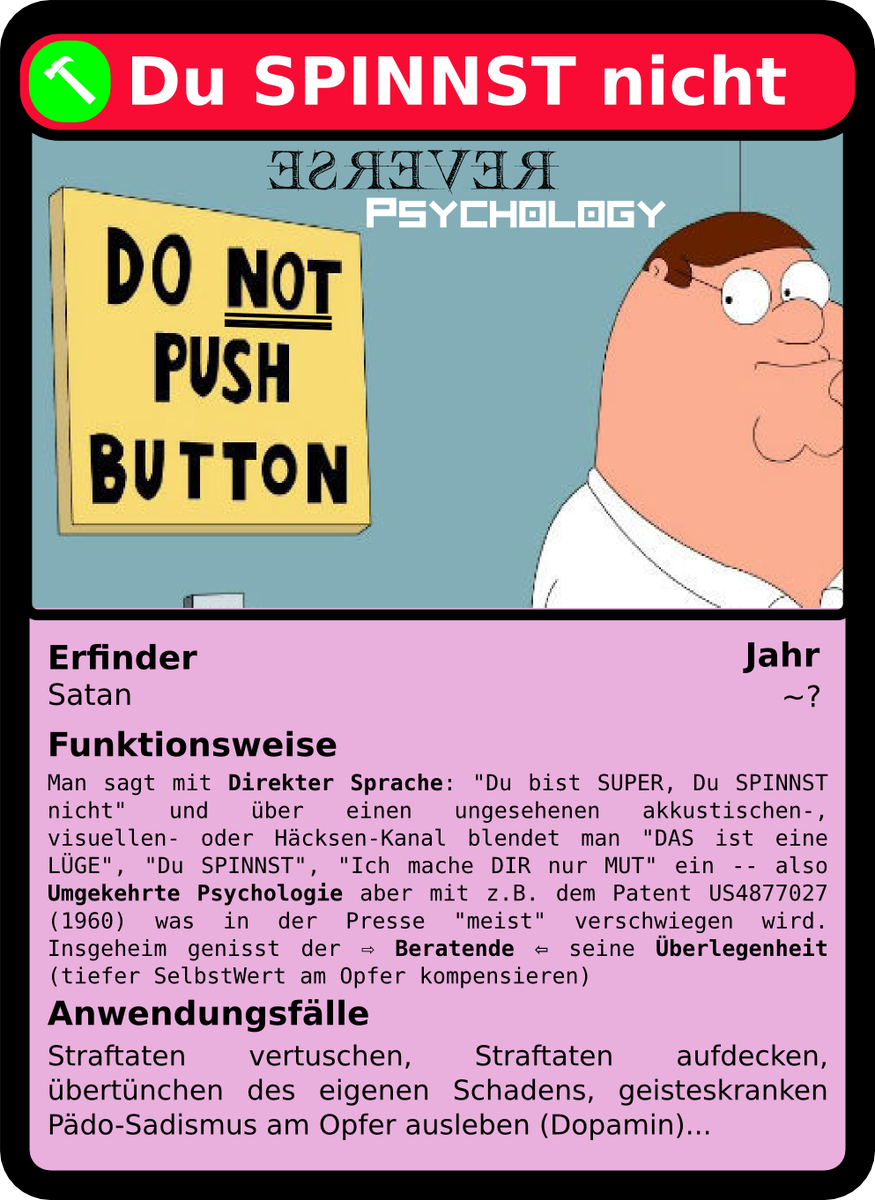 Du SPINNST nicht
REVERSE
PSYCHOLOGY
DO NOT
PUSH
BUTTON
Erfinder
Jahr
Satan
~?
Funktionsweise
Man sagt mit Direkter Sprache: "Du bist SUPER, Du SPINNST
nicht" und über einen ungesehenen akkustischen-,
visuellen- oder Häcksen-Kanal blendet man "DAS ist eine
LÜGE", "Du SPINNST", "Ich mache DIR nur MUT" ein -- also
Umgekehrte Psychologie aber mit z.B. dem Patent US4877027
(1960) was in der Presse "meist" verschwiegen wird.
Insgeheim genisst der ⇨ Beratende ⇦ seine Überlegenheit
(tiefer SelbstWert am Opfer kompensieren)
Anwendungsfälle
Straftaten vertuschen, Straftaten aufdecken,
übertünchen des eigenen Schadens, geisteskranken
Pädo-Sadismus am Opfer ausleben (Dopamin)...